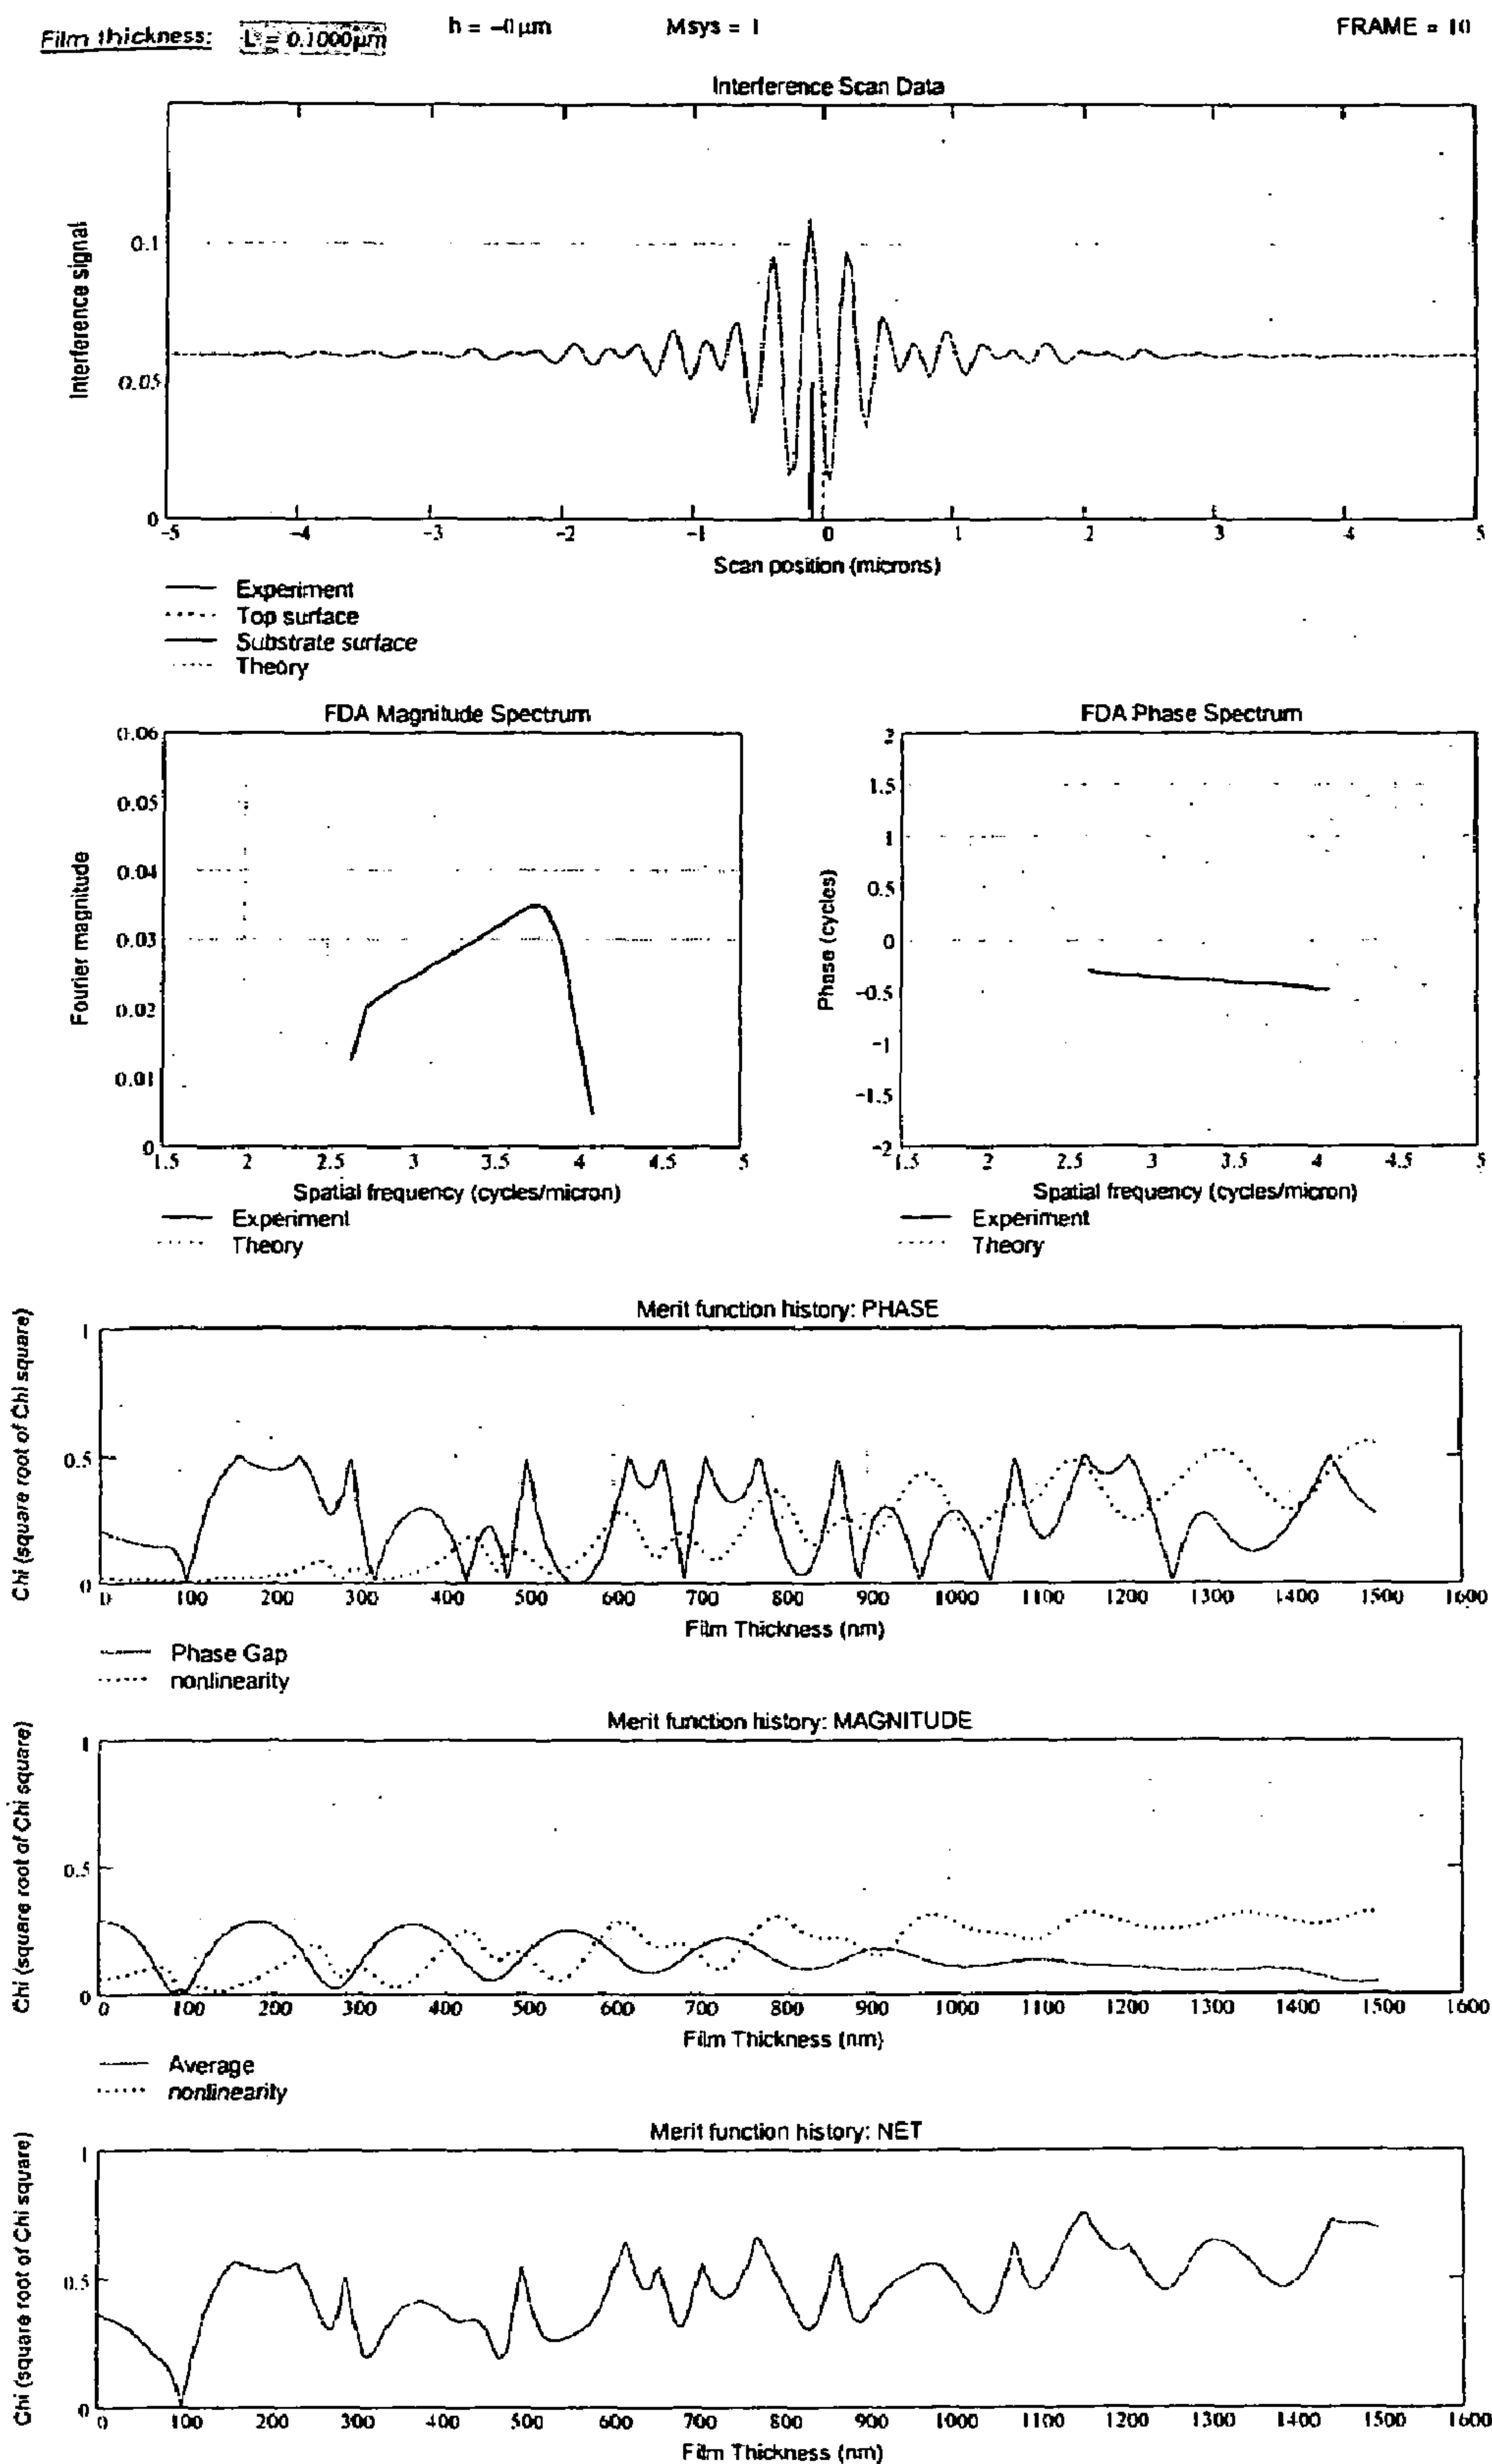 Film thickness: L = 0.1000µm h = –0 µm Msys = 1 FRAME = 10
Interference Scan Data
Interference signal
0.1
0.05
0
–5 –4 –3 –2 –1 0 1 2 3 4 5
Scan position (microns)
Experiment
Top surface
Substrate surface
Theory
FDA Magnitude Spectrum
Fourier magnitude
0.06
0.05
0.04
0.03
0.02
0.01
0
1.5 2 2.5 3 3.5 4 4.5 5
Spatial frequency (cycles/micron)
Experiment
Theory
FDA Phase Spectrum
Phase (cycles)
2
1.5
1
0.5
0
–0.5
–1
–1.5
–2
1.5 2 2.5 3 3.5 4 4.5 5
Spatial frequency (cycles/micron)
Experiment
Theory
Merit function history: PHASE
Chi (square root of Chi square)
1
0.5
0
0 100 200 300 400 500 600 700 800 900 1000 1100 1200 1300 1400 1500 1600
Film Thickness (nm)
Phase Gap
nonlinearity
Merit function history: MAGNITUDE
Chi (square root of Chi square)
1
0.5
0
0 100 200 300 400 500 600 700 800 900 1000 1100 1200 1300 1400 1500 1600
Film Thickness (nm)
Average
nonlinearity
Merit function history: NET
Chi (square root of Chi square)
1
0.5
0
0 100 200 300 400 500 600 700 800 900 1000 1100 1200 1300 1400 1500 1600
Film Thickness (nm)